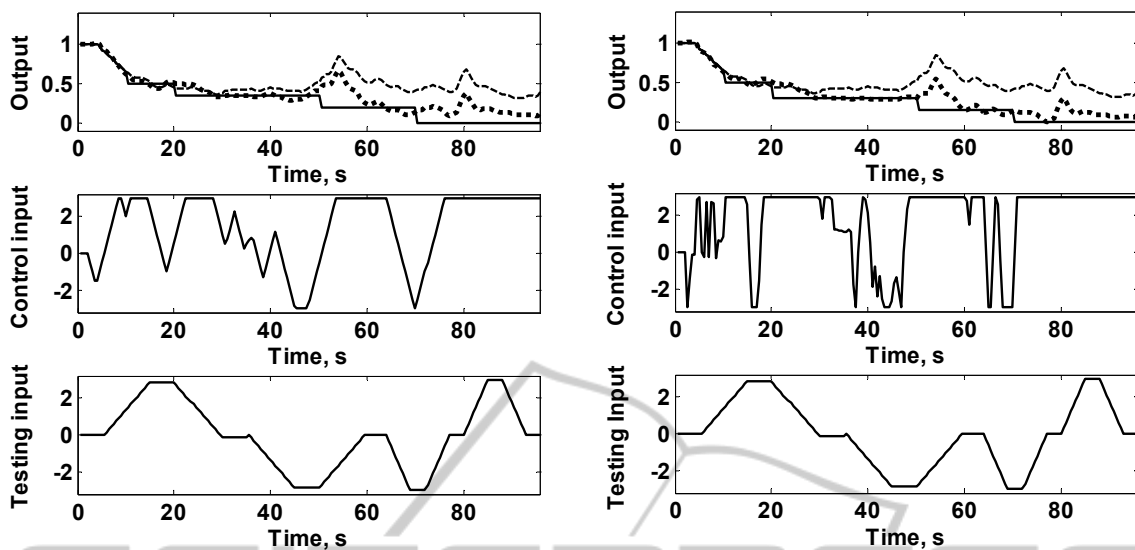 Output
1
0.5
0
0 20 40 60 80
Time, s
Control input
2
0
-2
0 20 40 60 80
Time, s
Testing input
2
0
-2
0 20 40 60 80
Time, s
Output
1
0.5
0
0 20 40 60 80
Time, s
Control input
2
0
-2
0 20 40 60 80
Time, s
Testing Input
2
0
-2
0 20 40 60 80
Time, s